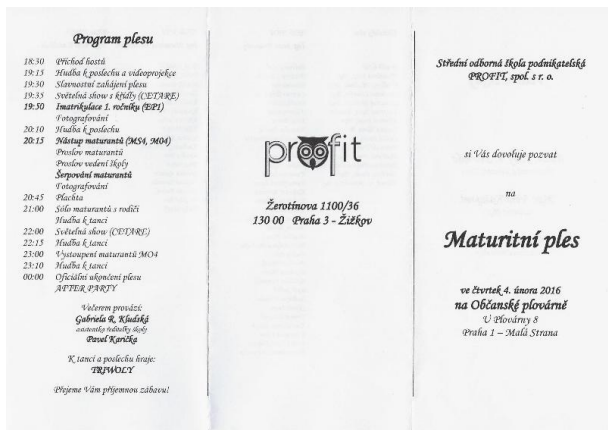 Program plesu
18:30 Příchod hostů
19:15 Hudba k poslechu a videoprojekce
19:30 Slavnostní zahájení plesu
19:35 Světelná show s křídly (CETARE)
19:50 Imatrikulace 1. ročníku (EP1)
Fotografování
20:10 Hudba k poslechu
20:15 Nástup maturantů (MS4, MO4)
Proslov maturantů
Proslov vedení školy
Šerpování maturantů
Fotografování
20:45 Plachta
21:00 Sólo maturantů s rodiči
Hudba k tanci
22:00 Světelná show (CETARE)
22:15 Hudba k tanci
23:00 Vystoupení maturantů MO4
23:10 Hudba k tanci
00:00 Oficiální ukončení plesu
AFTER PARTY
Večerem provází:
Gabriela R. Kludská
asistentka ředitelky školy
Pavel Karička
K tanci a poslechu hraje:
TRIWOLY
Přejeme Vám příjemnou zábavu!
profit
Žerotínova 1100/36
130 00 Praha 3 - Žižkov
Střední odborná škola podnikatelská
PROFIT, spol. s r. o.
si Vás dovoluje pozvat
na
Maturitní ples
ve čtvrtek 4. února 2016
na Občanské plovárně
U Plovárny 8
Praha 1 – Malá Strana